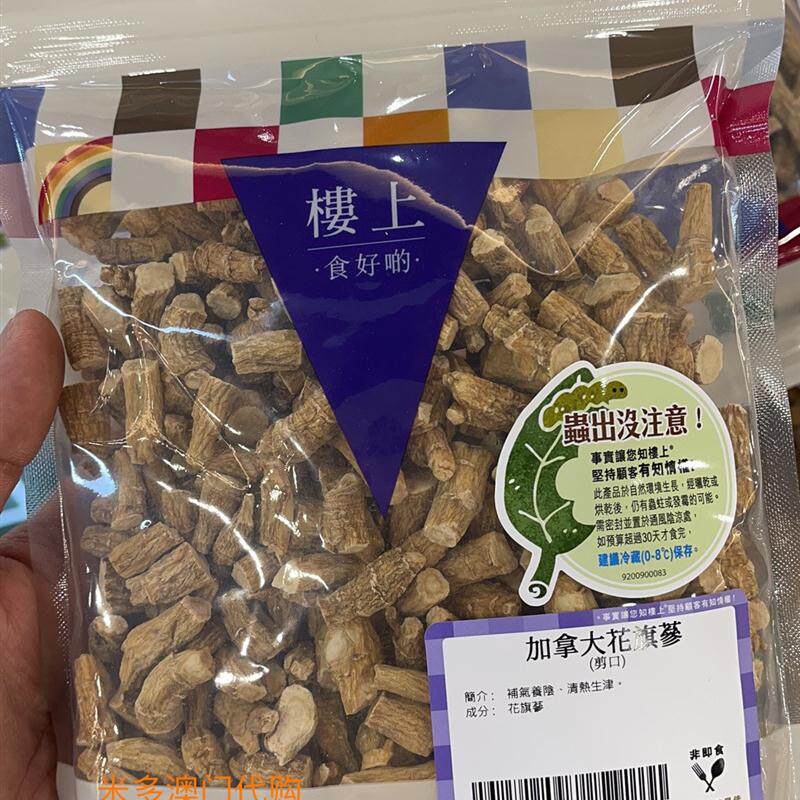 樓上
·食好啲·
蟲出沒注意！
事實讓您知樓上"
堅持顧客有知情權！
此產品於自然環境生長，經曬乾或
烘乾後，仍有蟲蛀或發霉的可能。
需密封並置於通風陰涼處，
如預算超過30天才食完，
建議冷藏(0-8℃)保存。
9200900083
"事實讓您知樓上"堅持顧客有知情權！
加拿大花旗蔘
(剪口)
簡介： 補氣養陰、清熱生津。
成分： 花旗蔘
非即食
米多澳门代购